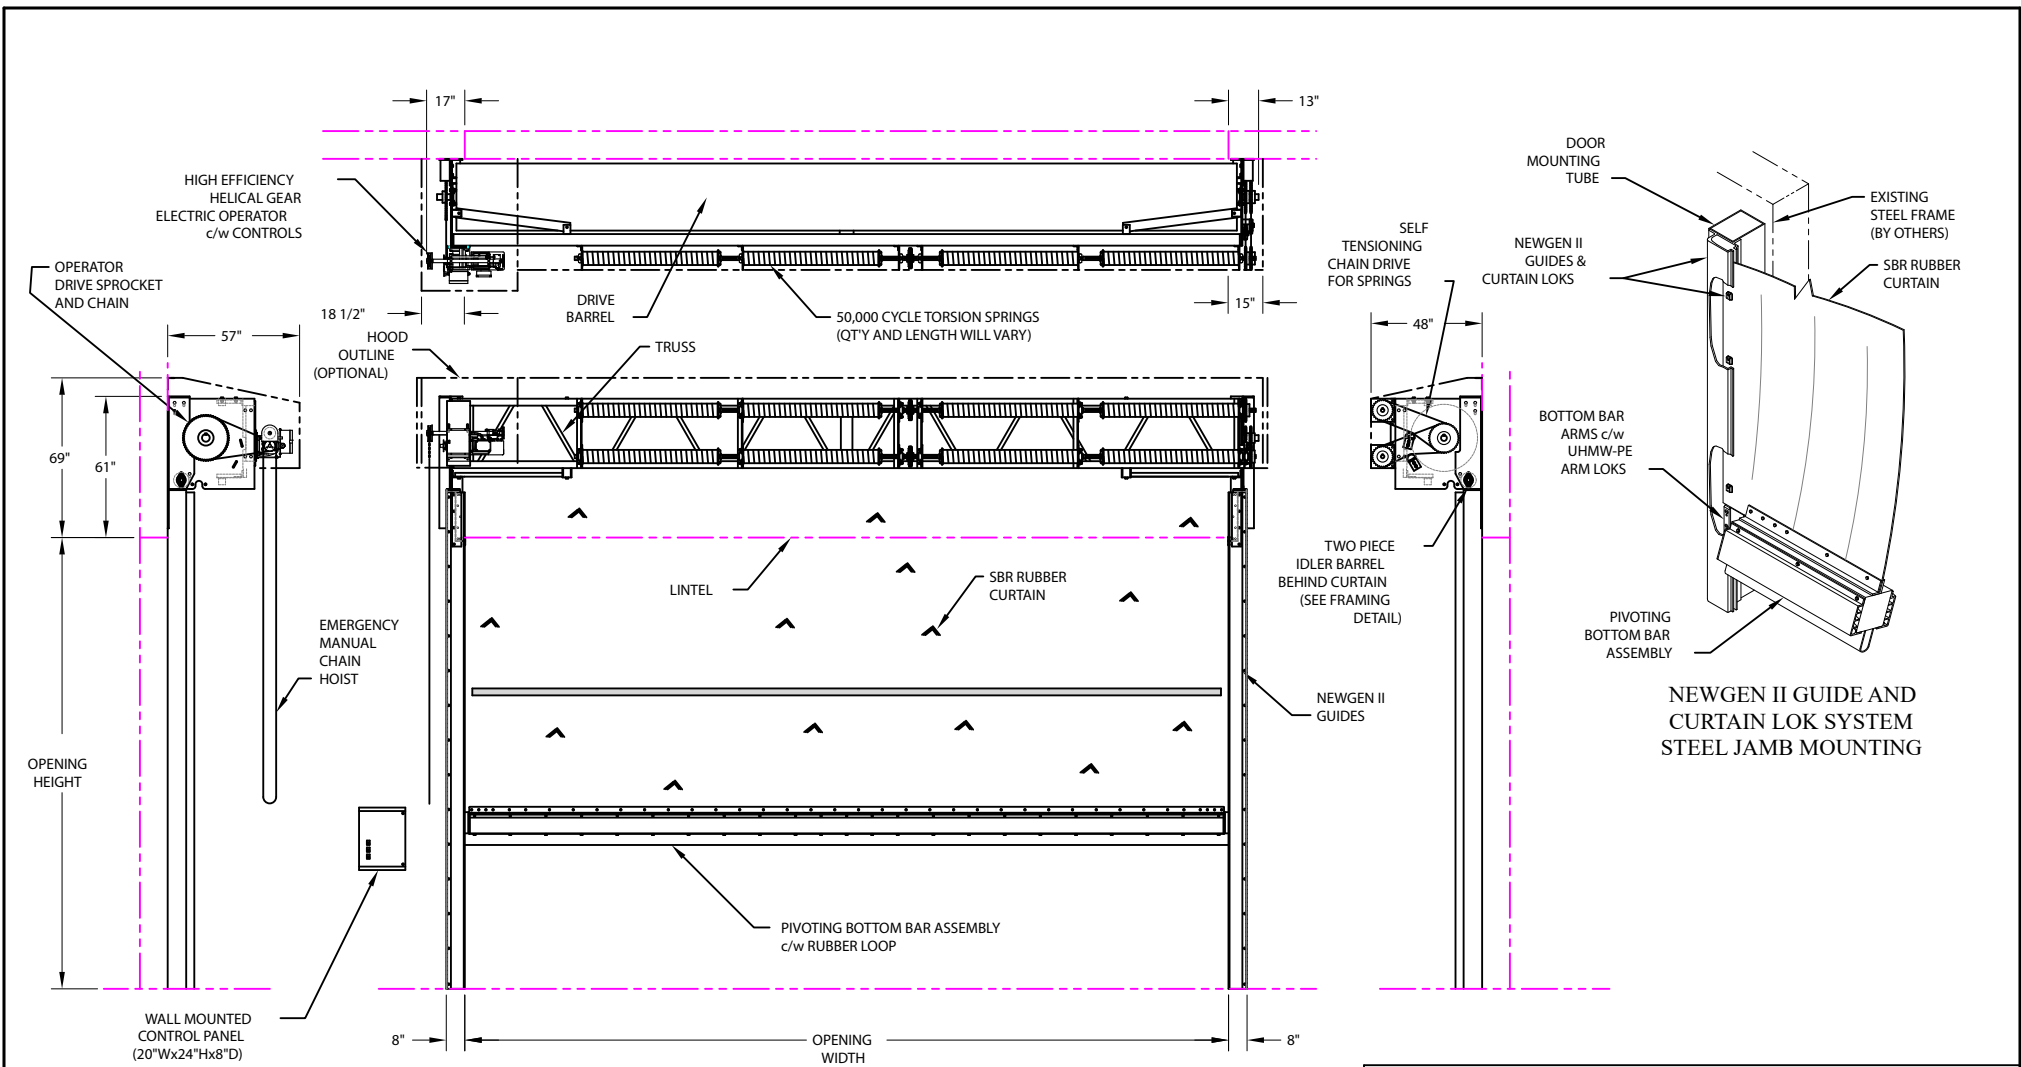 17"
13"
HIGH EFFICIENCY
HELICAL GEAR
ELECTRIC OPERATOR
c/w CONTROLS
OPERATOR
DRIVE SPROCKET
AND CHAIN
DRIVE
BARREL
50,000 CYCLE TORSION SPRINGS
(QT'Y AND LENGTH WILL VARY)
15"
18 1/2"
HOOD
OUTLINE
(OPTIONAL)
TRUSS
57"
69"
61"
SELF
TENSIONING
CHAIN DRIVE
FOR SPRINGS
48"
DOOR
MOUNTING
TUBE
EXISTING
STEEL FRAME
(BY OTHERS)
NEWGEN II
GUIDES &
CURTAIN LOKS
SBR RUBBER
CURTAIN
BOTTOM BAR
ARMS c/w
UHMW-PE
ARM LOKS
TWO PIECE
IDLER BARREL
BEHIND CURTAIN
(SEE FRAMING
DETAIL)
PIVOTING
BOTTOM BAR
ASSEMBLY
NEWGEN II GUIDE AND
CURTAIN LOK SYSTEM
STEEL JAMB MOUNTING
LINTEL
SBR RUBBER
CURTAIN
EMERGENCY
MANUAL
CHAIN
HOIST
NEWGEN II
GUIDES
OPENING
HEIGHT
PIVOTING BOTTOM BAR ASSEMBLY
c/w RUBBER LOOP
WALL MOUNTED
CONTROL PANEL
(20"Wx24"Hx8"D)
8"
OPENING
WIDTH
8"